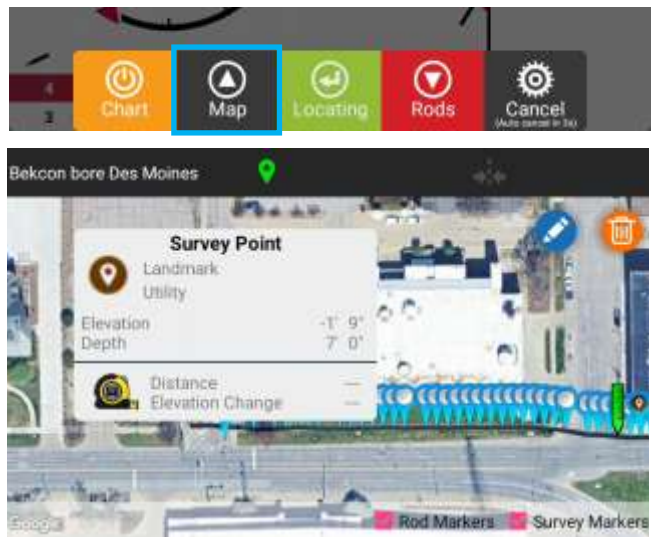 4
3
Chart
Map
Locating
Rods
Cancel
(Auto cancel in 3s)
Bekcon bore Des Moines
Survey Point
Landmark
Utility
Elevation -1' 9"
Depth 7' 0"
Distance ---
Elevation Change ---
Google
Rod Markers
Survey Markers